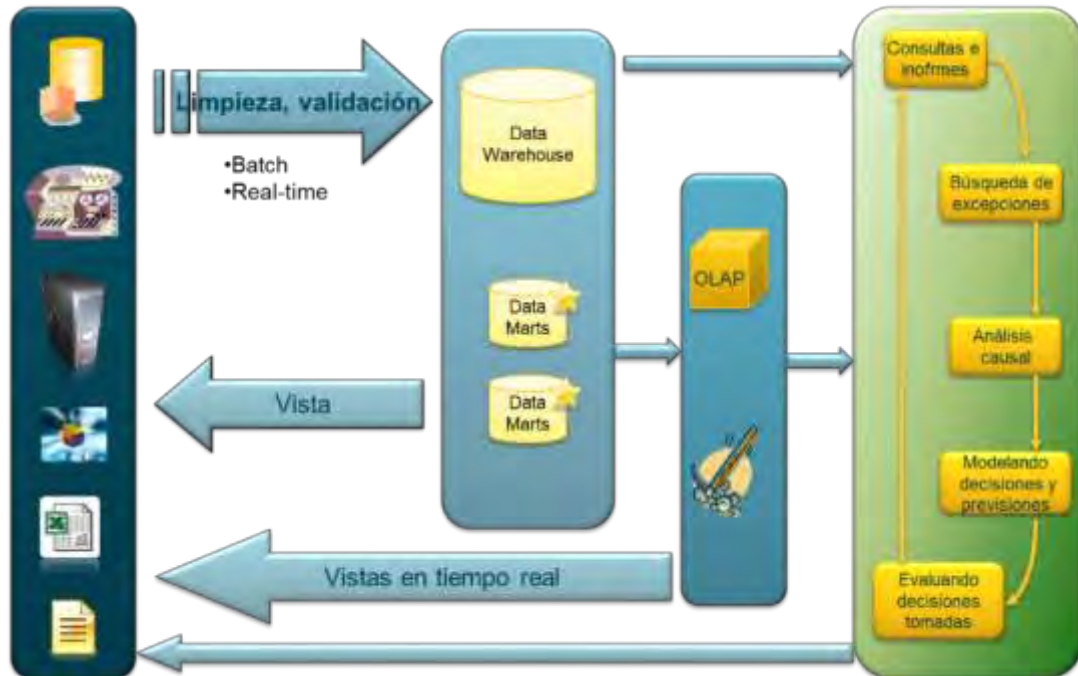 Limpieza, validación
•Batch
•Real-time
Vista
Vistas en tiempo real
Data
Warehouse
Data
Marts
Data
Marts
OLAP
Consultas e
inofrmes
Búsqueda de
excepciones
Análisis
causal
Modelando
decisiones y
previsiones
Evaluando
decisiones
tomadas